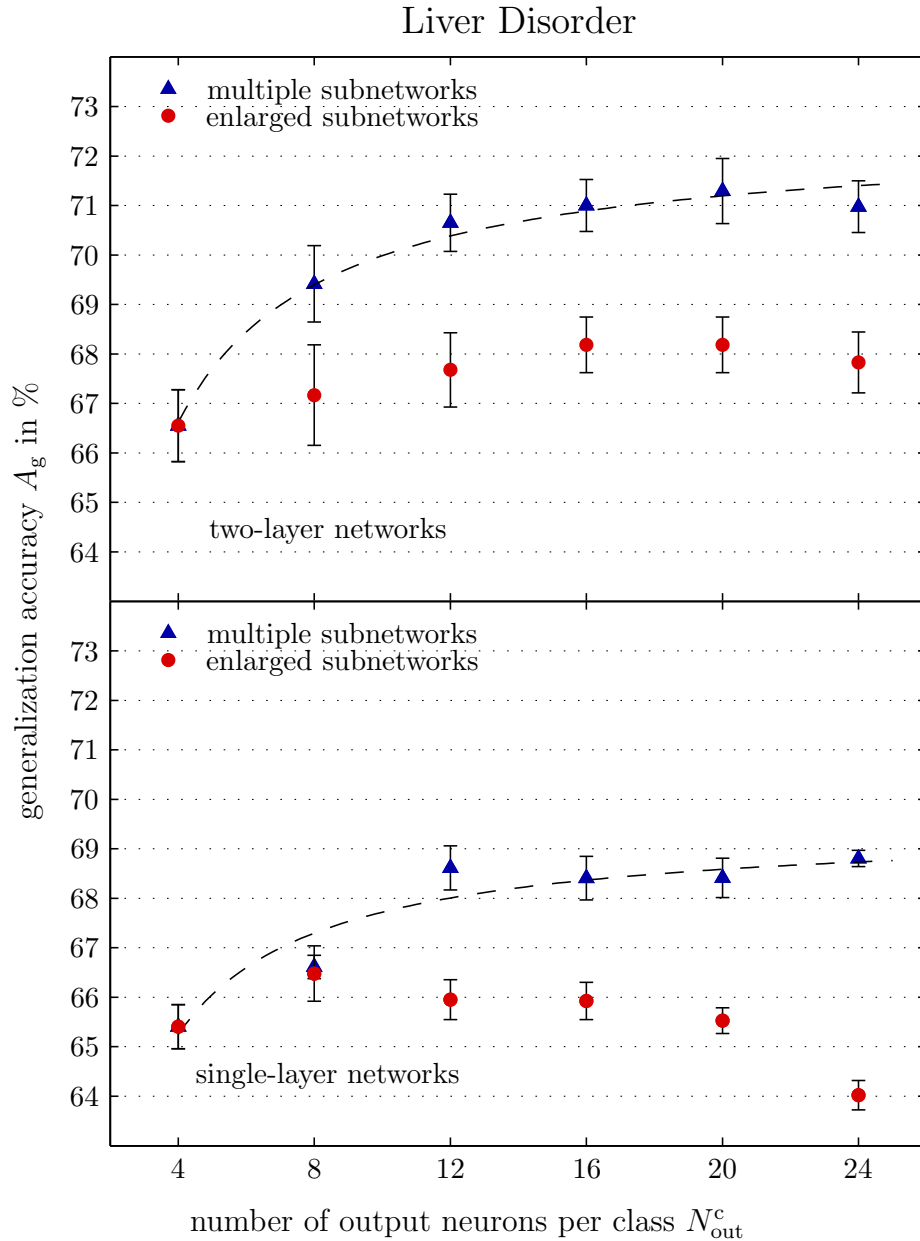 Liver Disorder
multiple subnetworks
enlarged subnetworks
73
72
71
70
69
68
67
66
65
64
two-layer networks
multiple subnetworks
enlarged subnetworks
73
72
71
70
69
68
67
66
65
64
single-layer networks
4 8 12 16 20 24
number of output neurons per class N^c_out
generalization accuracy A_g in %